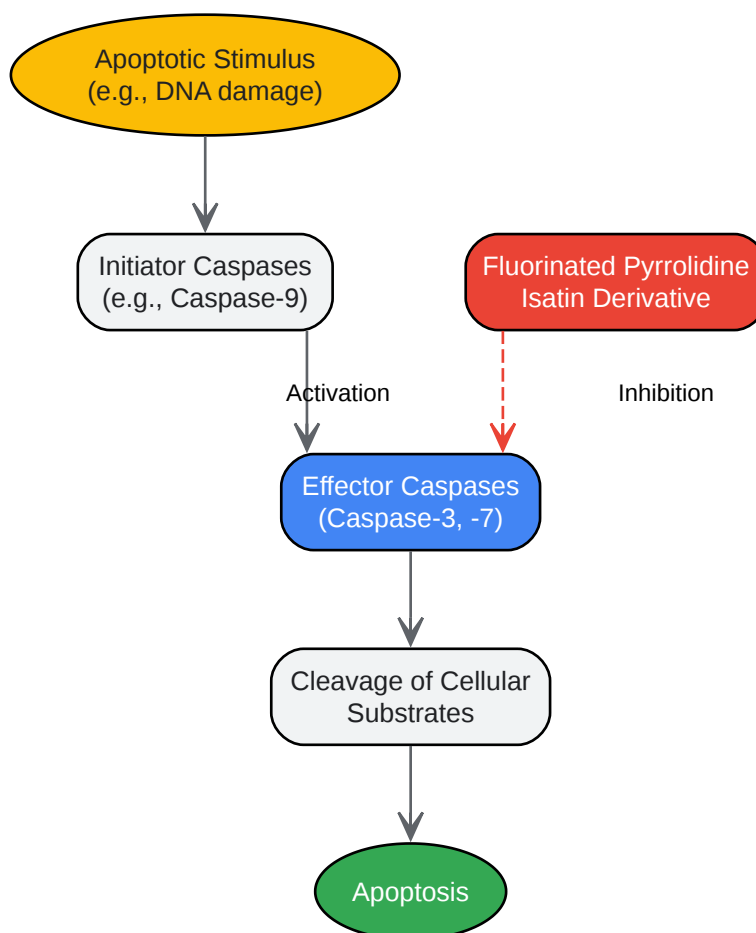 Apoptotic Stimulus
(e.g., DNA damage)
Initiator Caspases
(e.g., Caspase-9)
Fluorinated Pyrrolidine
Isatin Derivative
Activation
Inhibition
Effector Caspases
(Caspase-3, -7)
Cleavage of Cellular
Substrates
Apoptosis